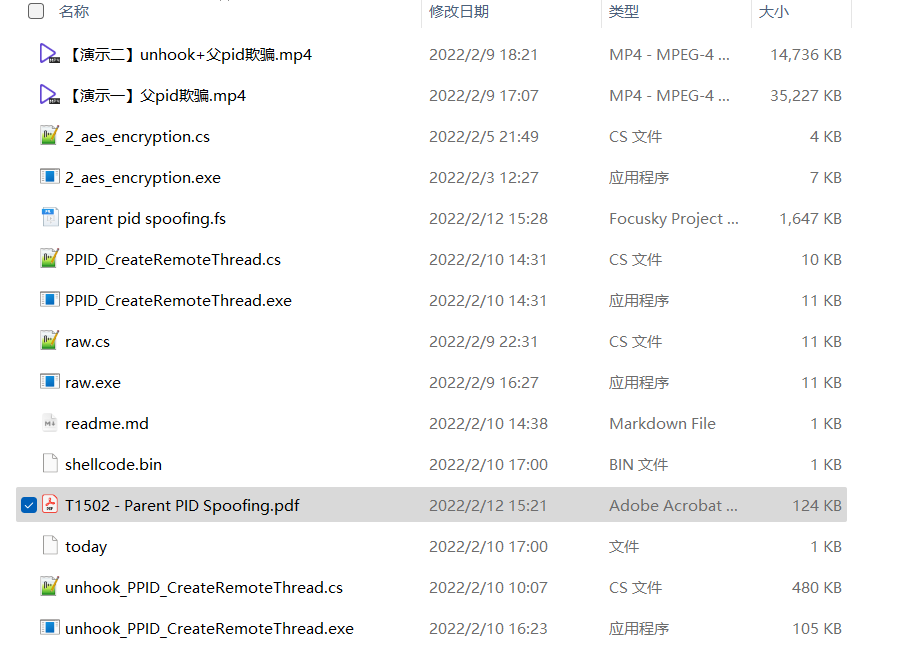 名称 修改日期 类型 大小
【演示二】unhook+父pid欺骗.mp4 2022/2/9 18:21 MP4 - MPEG-4 ... 14,736 KB
【演示一】父pid欺骗.mp4 2022/2/9 17:07 MP4 - MPEG-4 ... 35,227 KB
2_aes_encryption.cs 2022/2/5 21:49 CS 文件 4 KB
2_aes_encryption.exe 2022/2/3 12:27 应用程序 7 KB
parent pid spoofing.fs 2022/2/12 15:28 Focusky Project ... 1,647 KB
PPID_CreateRemoteThread.cs 2022/2/10 14:31 CS 文件 10 KB
PPID_CreateRemoteThread.exe 2022/2/10 14:31 应用程序 11 KB
raw.cs 2022/2/9 22:31 CS 文件 11 KB
raw.exe 2022/2/9 16:27 应用程序 11 KB
readme.md 2022/2/10 14:38 Markdown File 1 KB
shellcode.bin 2022/2/10 17:00 BIN 文件 1 KB
T1502 - Parent PID Spoofing.pdf 2022/2/12 15:21 Adobe Acrobat ... 124 KB
today 2022/2/10 17:00 文件 1 KB
unhook_PPID_CreateRemoteThread.cs 2022/2/10 10:07 CS 文件 480 KB
unhook_PPID_CreateRemoteThread.exe 2022/2/10 16:23 应用程序 105 KB